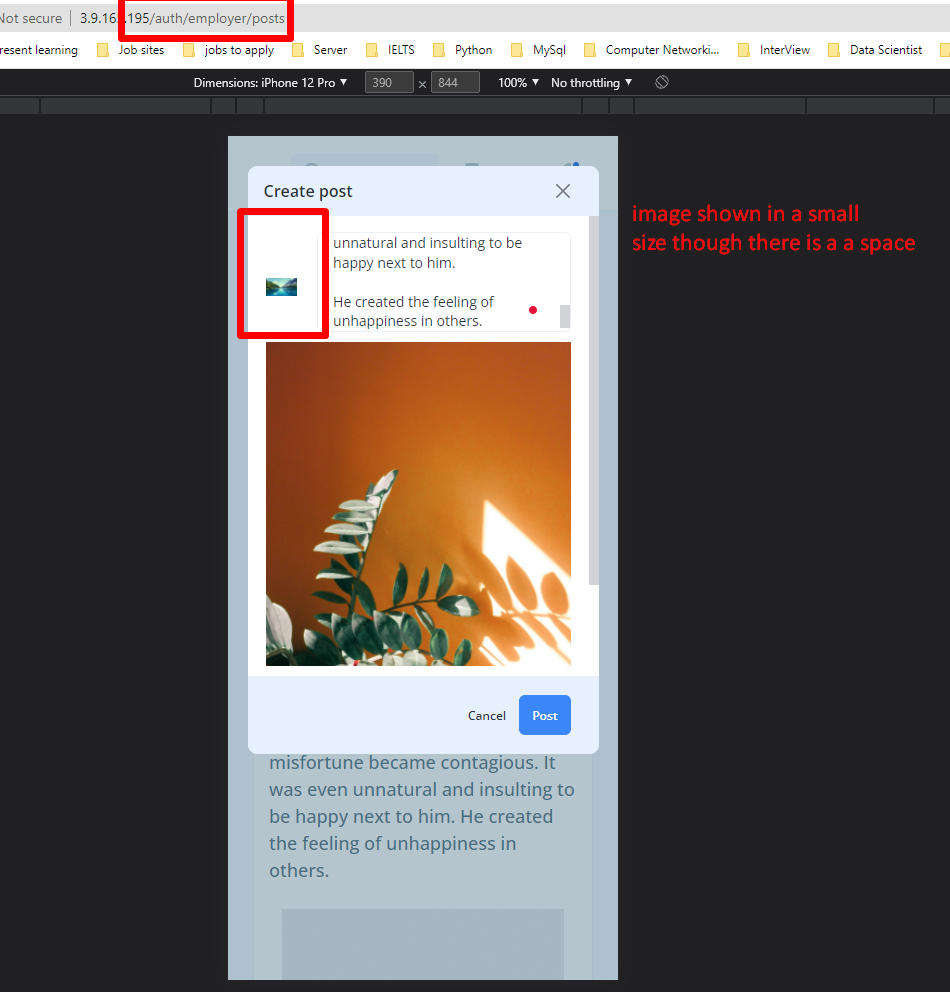 Not secure | 3.9.163.195/auth/employer/posts
resent learning Job sites jobs to apply Server IELTS Python MySql Computer Networki... InterView Data Scientist
Dimensions: iPhone 12 Pro ▼ 390 × 844 100% ▼ No throttling ▼
Create post
image shown in a small
size though there is a a space
unnatural and insulting to be
happy next to him.
He created the feeling of
unhappiness in others.
Cancel Post
misfortune became contagious. It
was even unnatural and insulting to
be happy next to him. He created
the feeling of unhappiness in
others.